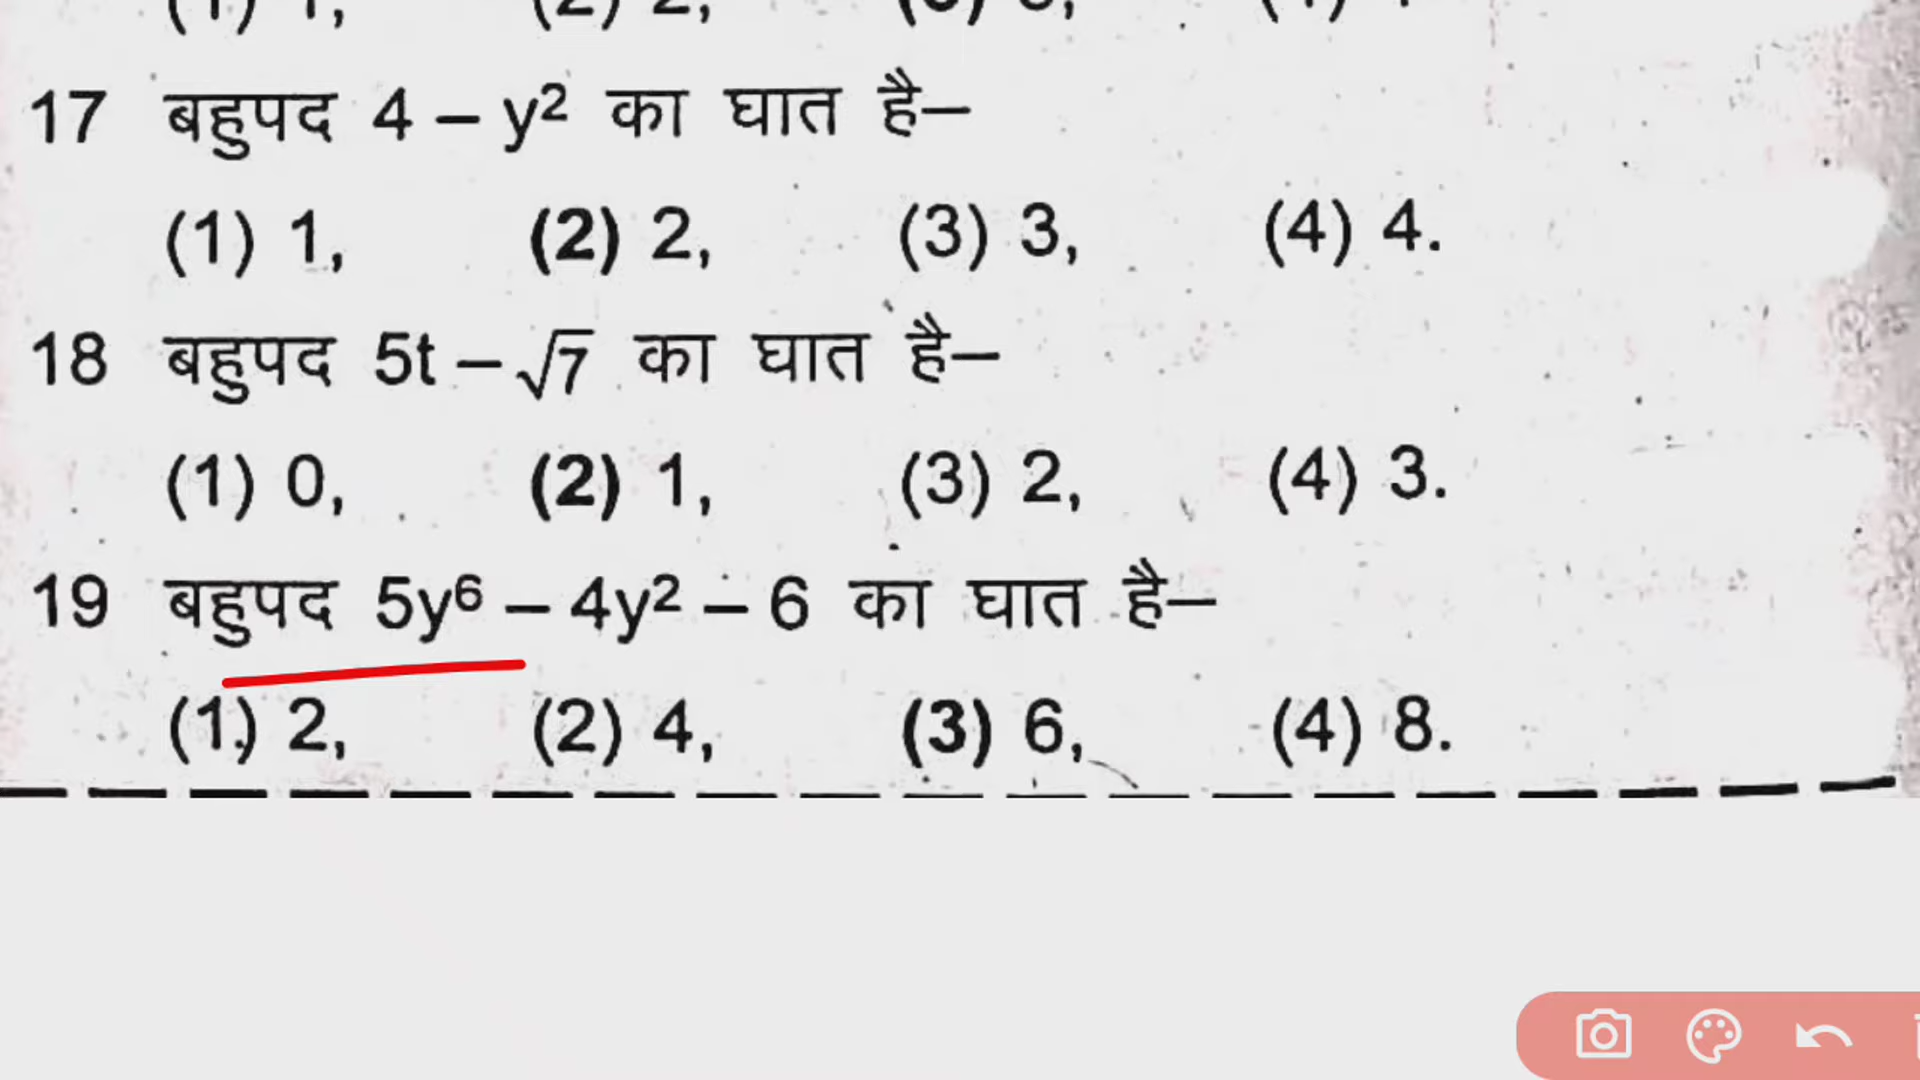 17 बहुपद 4 – y² का घात है–
(1) 1, (2) 2, (3) 3, (4) 4.
18 बहुपद 5t – √7 का घात है–
(1) 0, (2) 1, (3) 2, (4) 3.
19 बहुपद 5y⁶ – 4y² – 6 का घात है–
(1) 2, (2) 4, (3) 6, (4) 8.